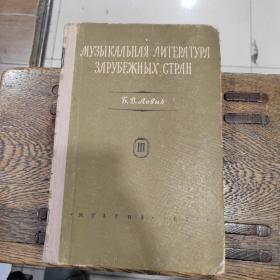 МУЗЫКАЛЬНАЯ ЛИТЕРАТУРА
ЗАРУБЕЖНЫХ СТРАН
Б. В. Левик
III
МУЗГИЗ